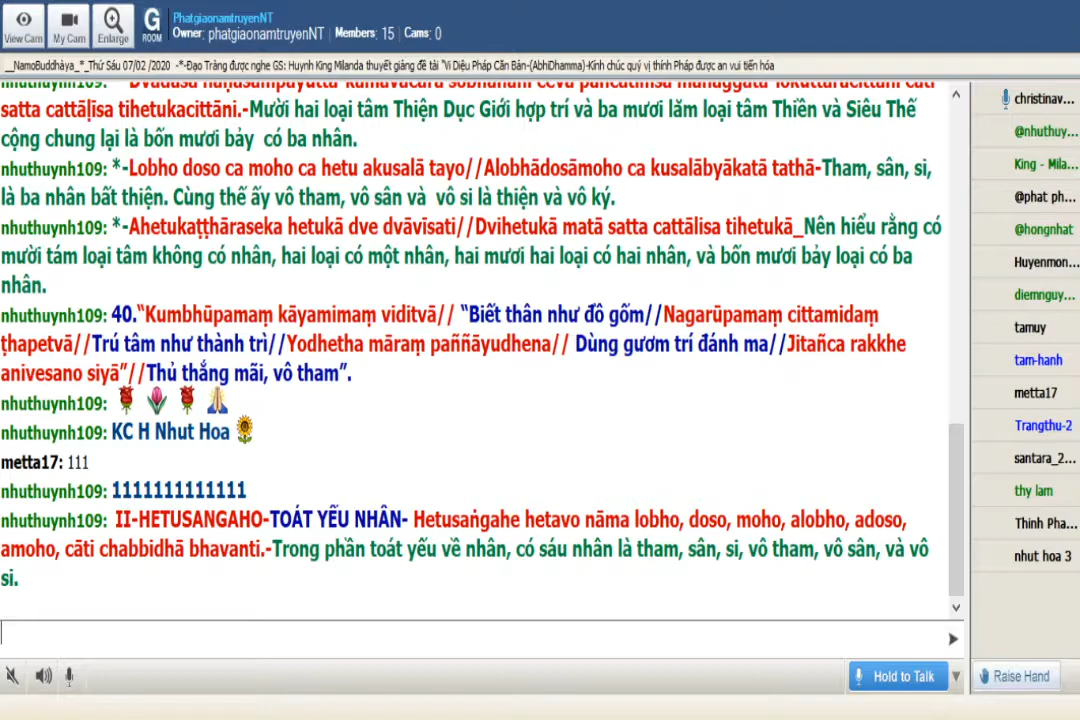 PhatgiaonamtruyenNT
Owner: phatgiaonamtruyenNT | Members: 15 | Cams: 0
View Cam My Cam Enlarge G ROOM
__NamoBuddhàya_*_Thứ Sáu 07/02 /2020 -*-Đạo Tràng được nghe GS: Huynh King Milanda thuyết giảng đề tài "Vi Diệu Pháp Căn Bản-(AbhiDhamma)-Kính chúc quý vị thính Pháp được an vui tiến hóa
satta cattāḷīsa tihetukacittāni.-Mười hai loại tâm Thiện Dục Giới hợp trí và ba mươi lăm loại tâm Thiền và Siêu Thế
cộng chung lại là bốn mươi bảy có ba nhân.
nhuthuynh109: *-Lobho doso ca moho ca hetu akusalā tayo//Alobhādosāmoho ca kusalābyākatā tathā-Tham, sân, si,
là ba nhân bất thiện. Cùng thế ấy vô tham, vô sân và vô si là thiện và vô ký.
nhuthuynh109: *-Ahetukaṭṭhāraseka hetukā dve dvāvīsati//Dvihetukā matā satta cattālisa tihetukā_Nên hiểu rằng có
mười tám loại tâm không có nhân, hai loại có một nhân, hai mươi hai loại có hai nhân, và bốn mươi bảy loại có ba
nhân.
nhuthuynh109: 40."Kumbhūpamaṃ kāyamimaṃ viditvā// "Biết thân như đồ gốm//Nagarūpamaṃ cittamidaṃ
ṭhapetvā//Trú tâm như thành trì//Yodhetha māraṃ paññāyudhena// Dùng gươm trí đánh ma//Jitañca rakkhe
anivesano siyā"//Thủ thắng mãi, vô tham".
nhuthuynh109:
nhuthuynh109: KC H Nhut Hoa
metta17: 111
nhuthuynh109: 1111111111111
nhuthuynh109: II-HETUSANGAHO-TOÁT YẾU NHÂN- Hetusaṅgahe hetavo nāma lobho, doso, moho, alobho, adoso,
amoho, cāti chabbidhā bhavanti.-Trong phần toát yếu về nhân, có sáu nhân là tham, sân, si, vô tham, vô sân, và vô
si.
christinav...
@nhuthuy...
King - Mila...
@phat ph...
@hongnhat
Huyenmon...
diemnguy...
tamuy
tam-hanh
metta17
Trangthu-2
santara_2...
thy lam
Thinh Pha...
nhut hoa 3
Hold to Talk
Raise Hand